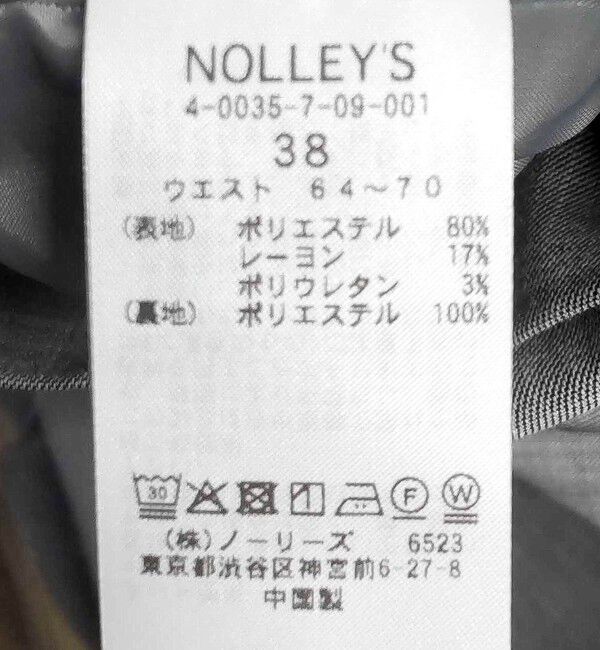 NOLLEY'S
4-0035-7-09-001
38
ウエスト 64〜70
(表地) ポリエステル 80%
レーヨン 17%
ポリウレタン 3%
(裏地) ポリエステル 100%
30 F W
(株)ノーリーズ 6523
東京都渋谷区神宮前6-27-8
中国製